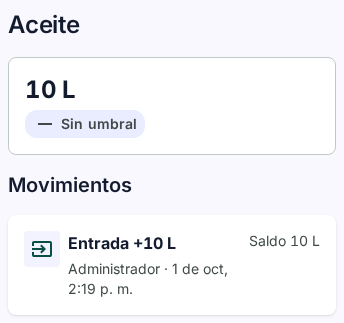 Aceite
10 L
— Sin umbral
Movimientos
Entrada +10 L
Saldo 10 L
Administrador · 1 de oct,
2:19 p. m.